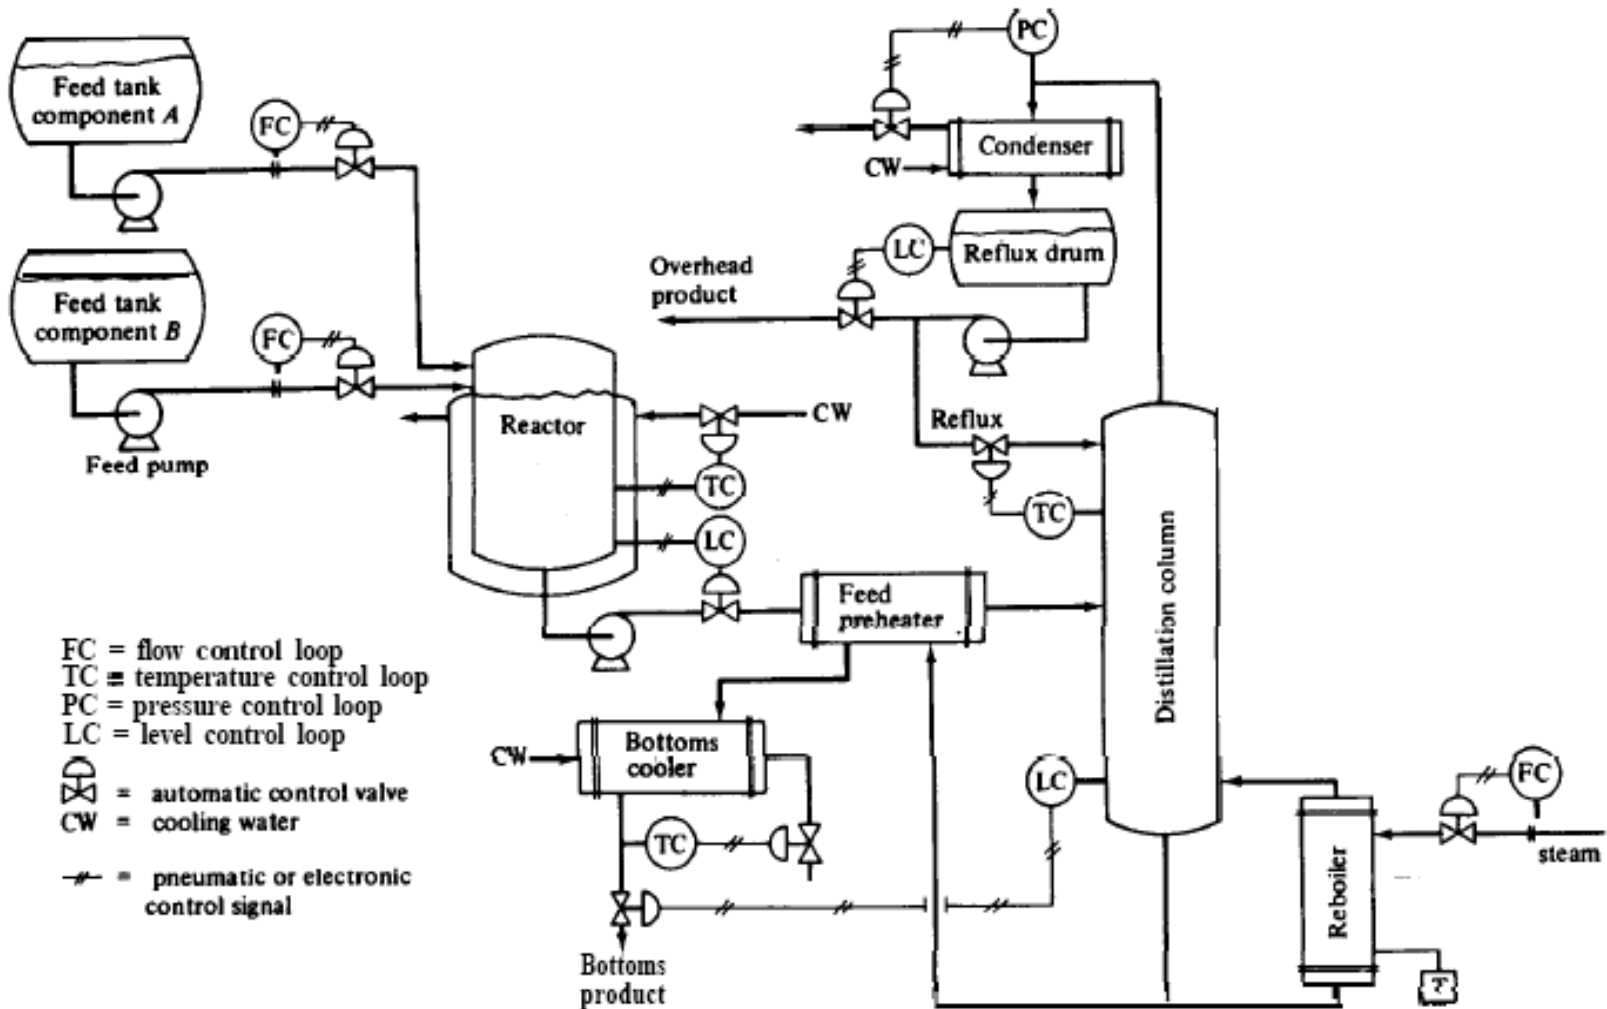 PC
Feed tank
component A
FC
Condenser
CW
LC
Reflux drum
Overhead
product
Feed tank
component B
FC
Reactor
CW
Reflux
Feed pump
TC
TC
LC
Distillation column
Feed
preheater
FC = flow control loop
TC = temperature control loop
PC = pressure control loop
LC = level control loop
= automatic control valve
CW = cooling water
= pneumatic or electronic
control signal
CW
Bottoms
cooler
LC
FC
TC
steam
Reboiler
Bottoms
product